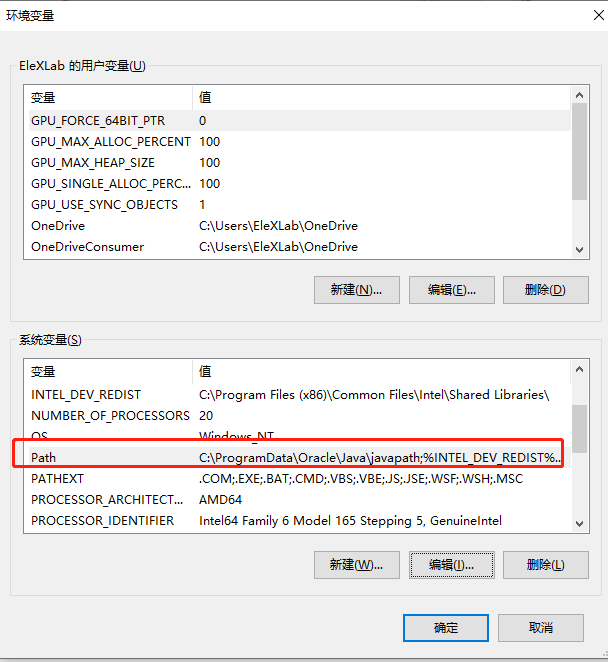 环境变量
EleXLab 的用户变量(U)
变量 值
GPU_FORCE_64BIT_PTR 0
GPU_MAX_ALLOC_PERCENT 100
GPU_MAX_HEAP_SIZE 100
GPU_SINGLE_ALLOC_PERC... 100
GPU_USE_SYNC_OBJECTS 1
OneDrive C:\Users\EleXLab\OneDrive
OneDriveConsumer C:\Users\EleXLab\OneDrive
新建(N)... 编辑(E)... 删除(D)
系统变量(S)
变量 值
INTEL_DEV_REDIST C:\Program Files (x86)\Common Files\Intel\Shared Libraries\
NUMBER_OF_PROCESSORS 20
OS Windows_NT
Path C:\ProgramData\Oracle\Java\javapath;%INTEL_DEV_REDIST%...
PATHEXT .COM;.EXE;.BAT;.CMD;.VBS;.VBE;.JS;.JSE;.WSF;.WSH;.MSC
PROCESSOR_ARCHITECT... AMD64
PROCESSOR_IDENTIFIER Intel64 Family 6 Model 165 Stepping 5, GenuineIntel
新建(W)... 编辑(I)... 删除(L)
确定 取消